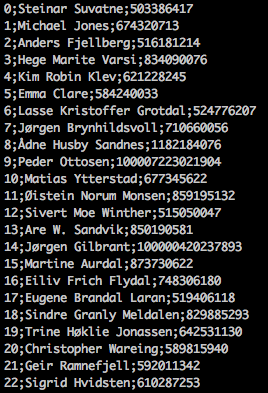 0;Steinar Suvatne;503386417
1;Michael Jones;674320713
2;Anders Fjellberg;516181214
3;Hege Marite Varsi;834090076
4;Kim Robin Klev;621228245
5;Emma Clare;584240033
6;Lasse Kristoffer Grotdal;524776207
7;Jørgen Brynhildsvoll;710660056
8;Ådne Husby Sandnes;1182184076
9;Peder Ottosen;100007223021904
10;Matias Ytterstad;677345622
11;Øistein Norum Monsen;859195132
12;Sivert Moe Winther;515050047
13;Are W. Sandvik;850190581
14;Jørgen Gilbrant;100000420237893
15;Martine Aurdal;873730622
16;Eiliv Frich Flydal;748306180
17;Eugene Brandal Laran;519406118
18;Sindre Granly Meldalen;829885293
19;Trine Høklie Jonassen;642531130
20;Christopher Wareing;589815940
21;Geir Ramnefjell;592011342
22;Sigrid Hvidsten;610287253